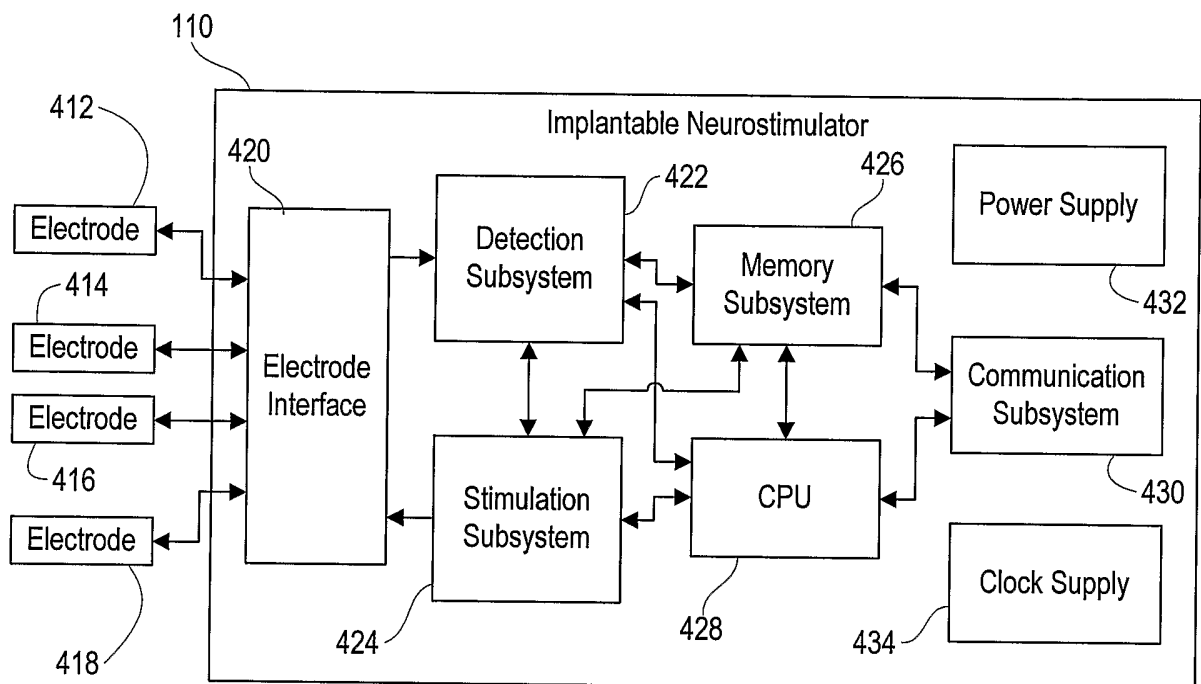 110
412
Implantable Neurostimulator
420
422
426
Electrode
Detection
Subsystem
Memory
Subsystem
Power Supply
432
414
Electrode
Electrode
Interface
Communication
Subsystem
430
Electrode
416
Stimulation
Subsystem
CPU
Electrode
418
424
428
Clock Supply
434